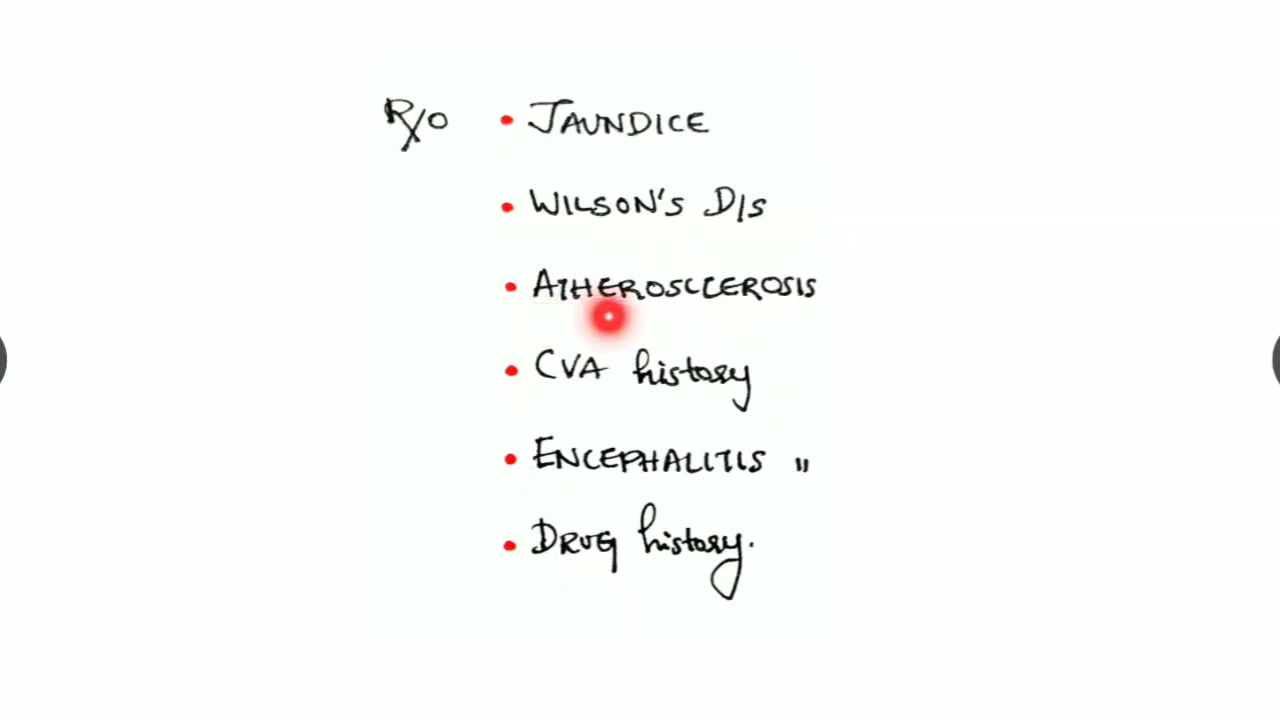 R/O • JAUNDICE
• WILSON'S D/S
• ATHEROSCLEROSIS
• CVA history
• ENCEPHALITIS "
• DRUG history.